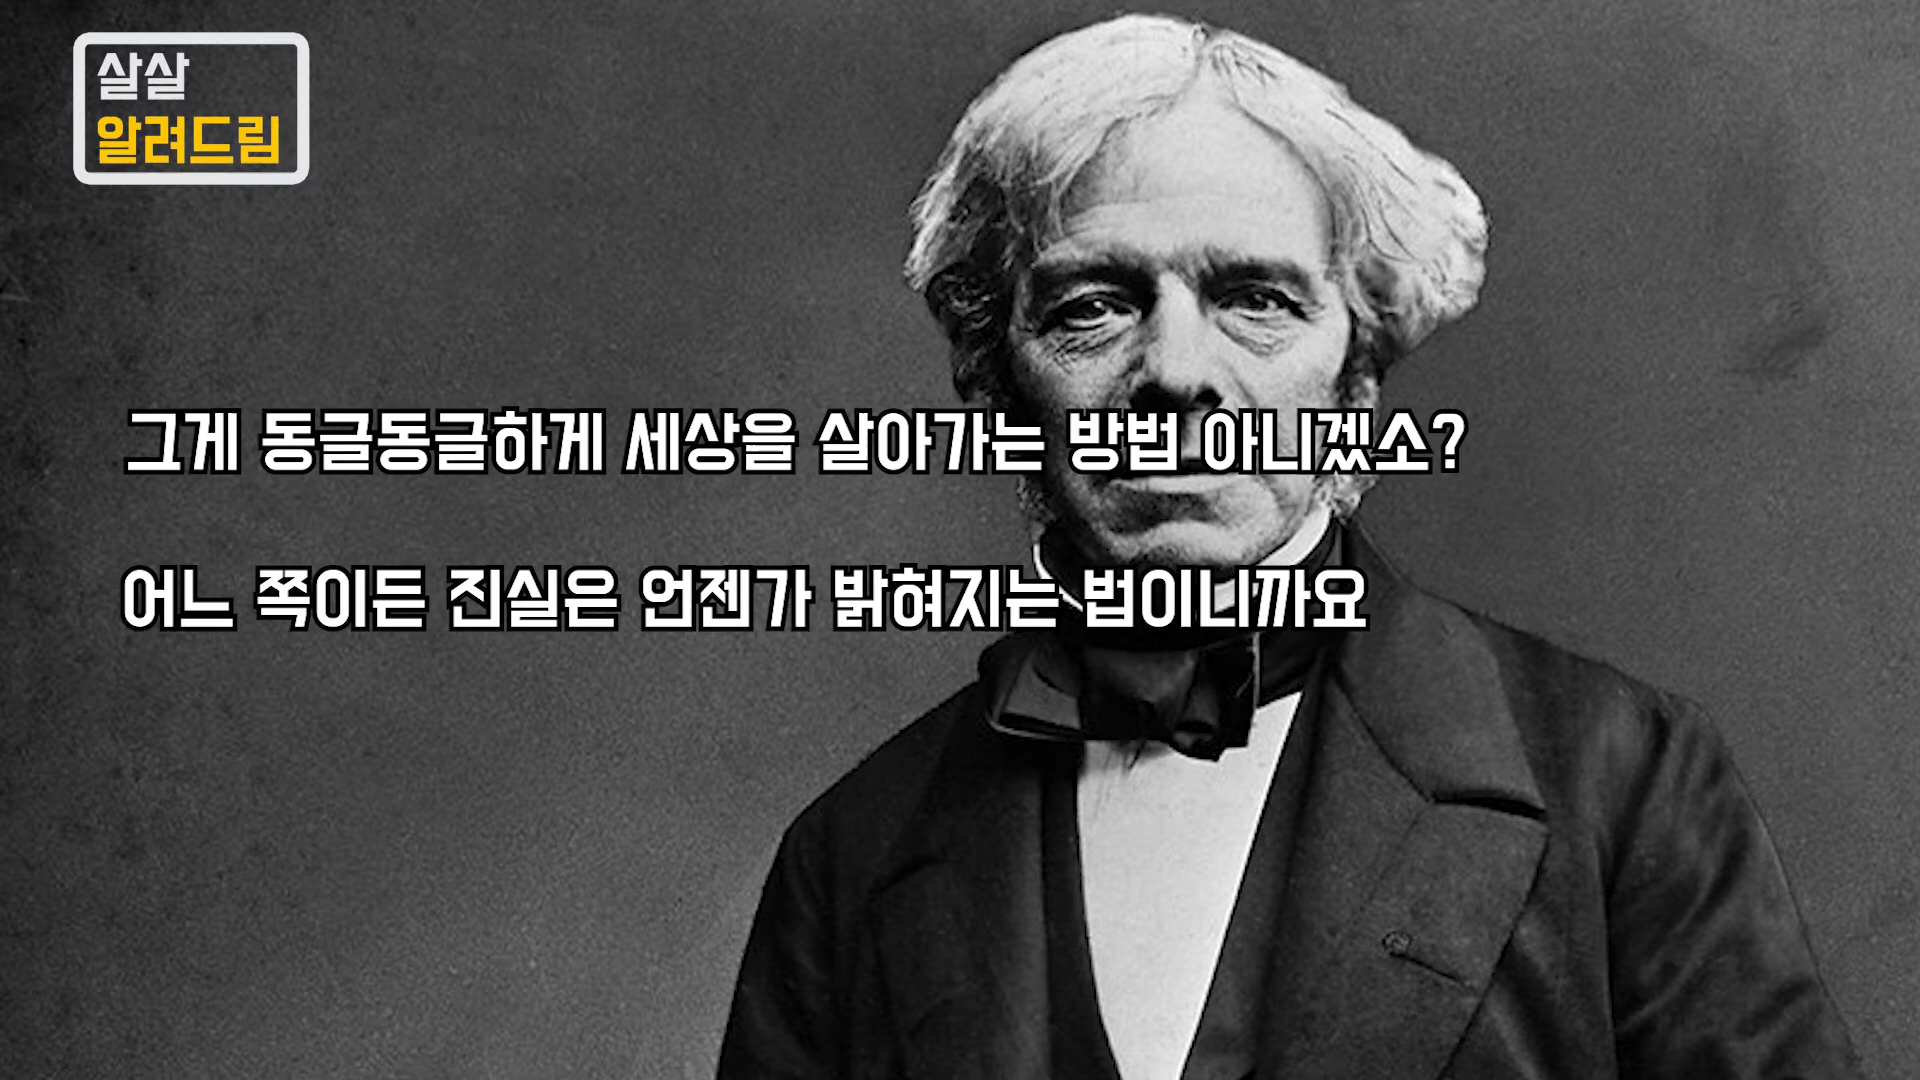 살살
알려드림
그게 동글동글하게 세상을 살아가는 방법 아니겠소?
어느 쪽이든 진실은 언젠가 밝혀지는 법이니까요